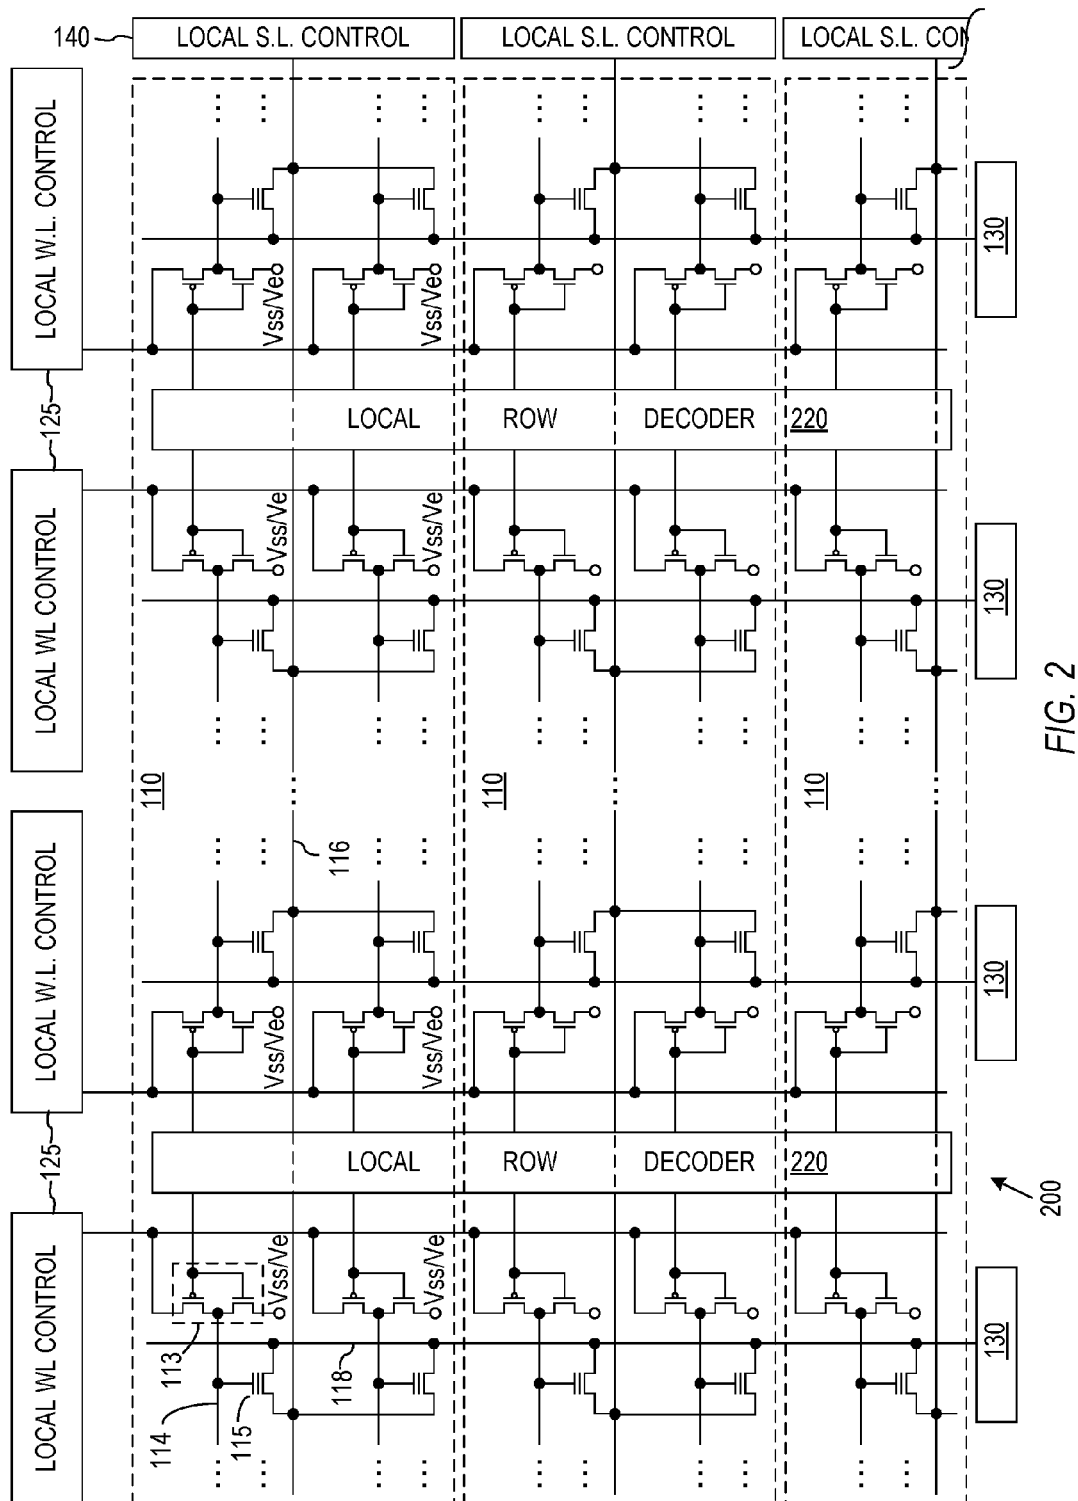 LOCAL WL CONTROL
LOCAL W.L. CONTROL
LOCAL WL CONTROL
LOCAL W.L. CONTROL
125
125
140
LOCAL S.L. CONTROL
LOCAL S.L. CONTROL
LOCAL S.L. CON
110
110
110
113
114
115
116
118
Vss/Ve
Vss/Ve
Vss/Ve
Vss/Ve
Vss/Ve
Vss/Ve
Vss/Ve
Vss/Ve
LOCAL ROW DECODER 220
LOCAL ROW DECODER 220
130
130
130
130
200
FIG. 2